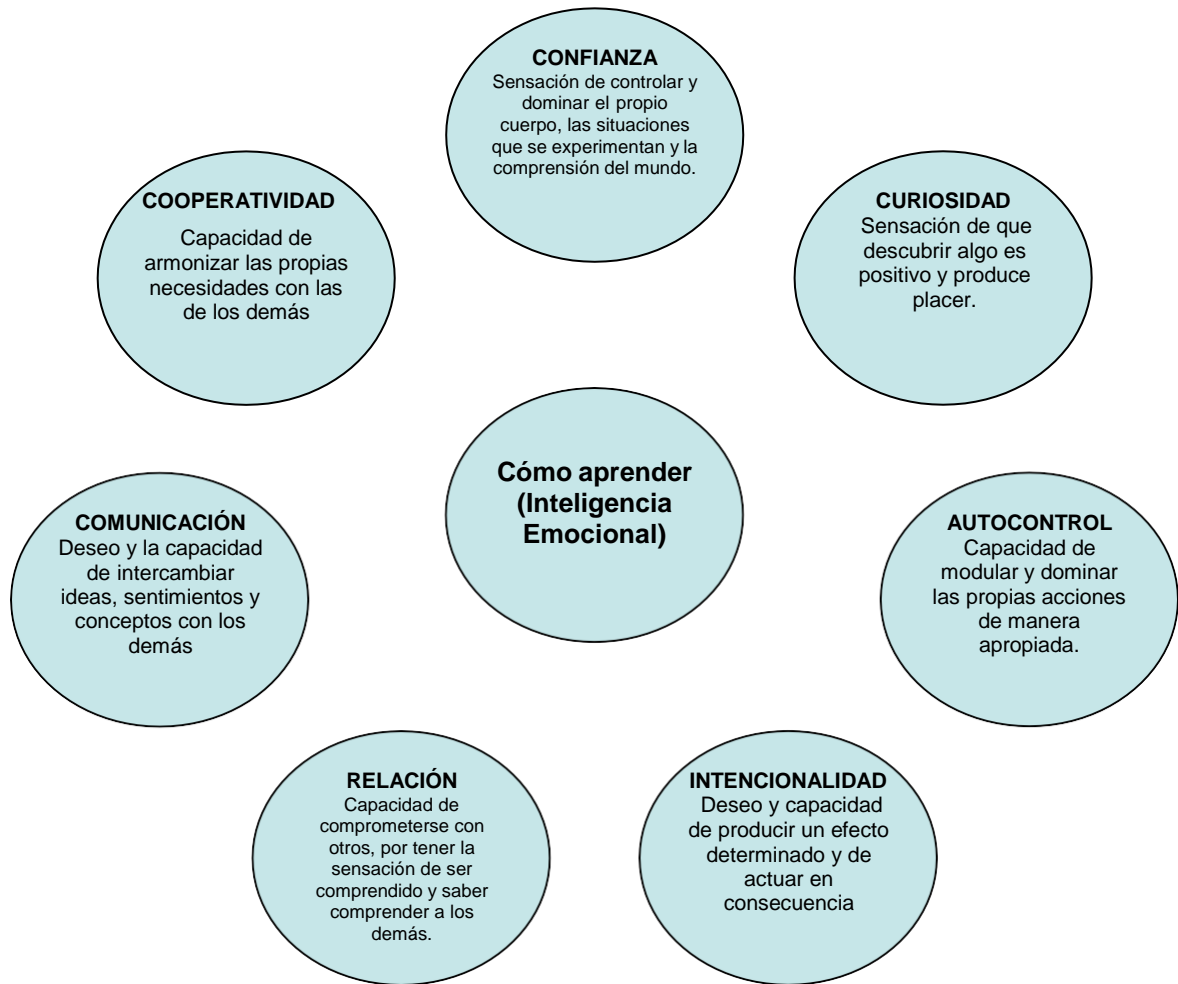 CONFIANZA
Sensación de controlar y
dominar el propio
cuerpo, las situaciones
que se experimentan y la
comprensión del mundo.
COOPERATIVIDAD
Capacidad de
armonizar las propias
necesidades con las
de los demás
CURIOSIDAD
Sensación de que
descubrir algo es
positivo y produce
placer.
Cómo aprender
(Inteligencia
Emocional)
COMUNICACIÓN
Deseo y la capacidad
de intercambiar
ideas, sentimientos y
conceptos con los
demás
AUTOCONTROL
Capacidad de
modular y dominar
las propias acciones
de manera
apropiada.
RELACIÓN
Capacidad de
comprometerse con
otros, por tener la
sensación de ser
comprendido y saber
comprender a los
demás.
INTENCIONALIDAD
Deseo y capacidad
de producir un efecto
determinado y de
actuar en
consecuencia